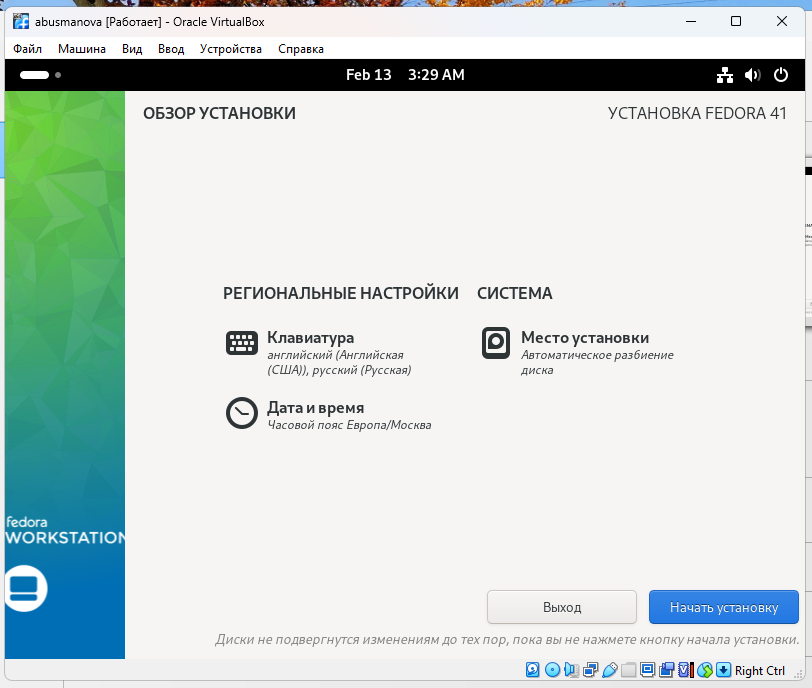 abusmanova [Работает] - Oracle VirtualBox
Файл Машина Вид Ввод Устройства Справка
Feb 13 3:29 AM
ОБЗОР УСТАНОВКИ
УСТАНОВКА FEDORA 41
РЕГИОНАЛЬНЫЕ НАСТРОЙКИ
Клавиатура
английский (Английская
(США)), русский (Русская)
Дата и время
Часовой пояс Европа/Москва
СИСТЕМА
Место установки
Автоматическое разбиение
диска
fedora
WORKSTATION
Выход
Начать установку
Диски не подвергнутся изменениям до тех пор, пока вы не нажмете кнопку начала установки.
Right Ctrl